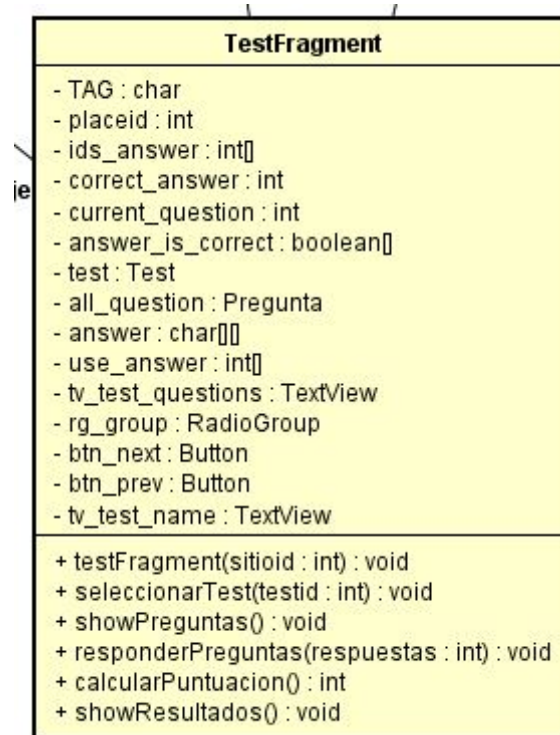 TestFragment
- TAG : char
- placeid : int
- ids_answer : int[]
- correct_answer : int
- current_question : int
- answer_is_correct : boolean[]
- test : Test
- all_question : Pregunta
- answer : char[][]
- use_answer : int[]
- tv_test_questions : TextView
- rg_group : RadioGroup
- btn_next : Button
- btn_prev : Button
- tv_test_name : TextView
+ testFragment(sitioid : int) : void
+ seleccionarTest(testid : int) : void
+ showPreguntas() : void
+ responderPreguntas(respuestas : int) : void
+ calcularPuntuacion() : int
+ showResultados() : void
je